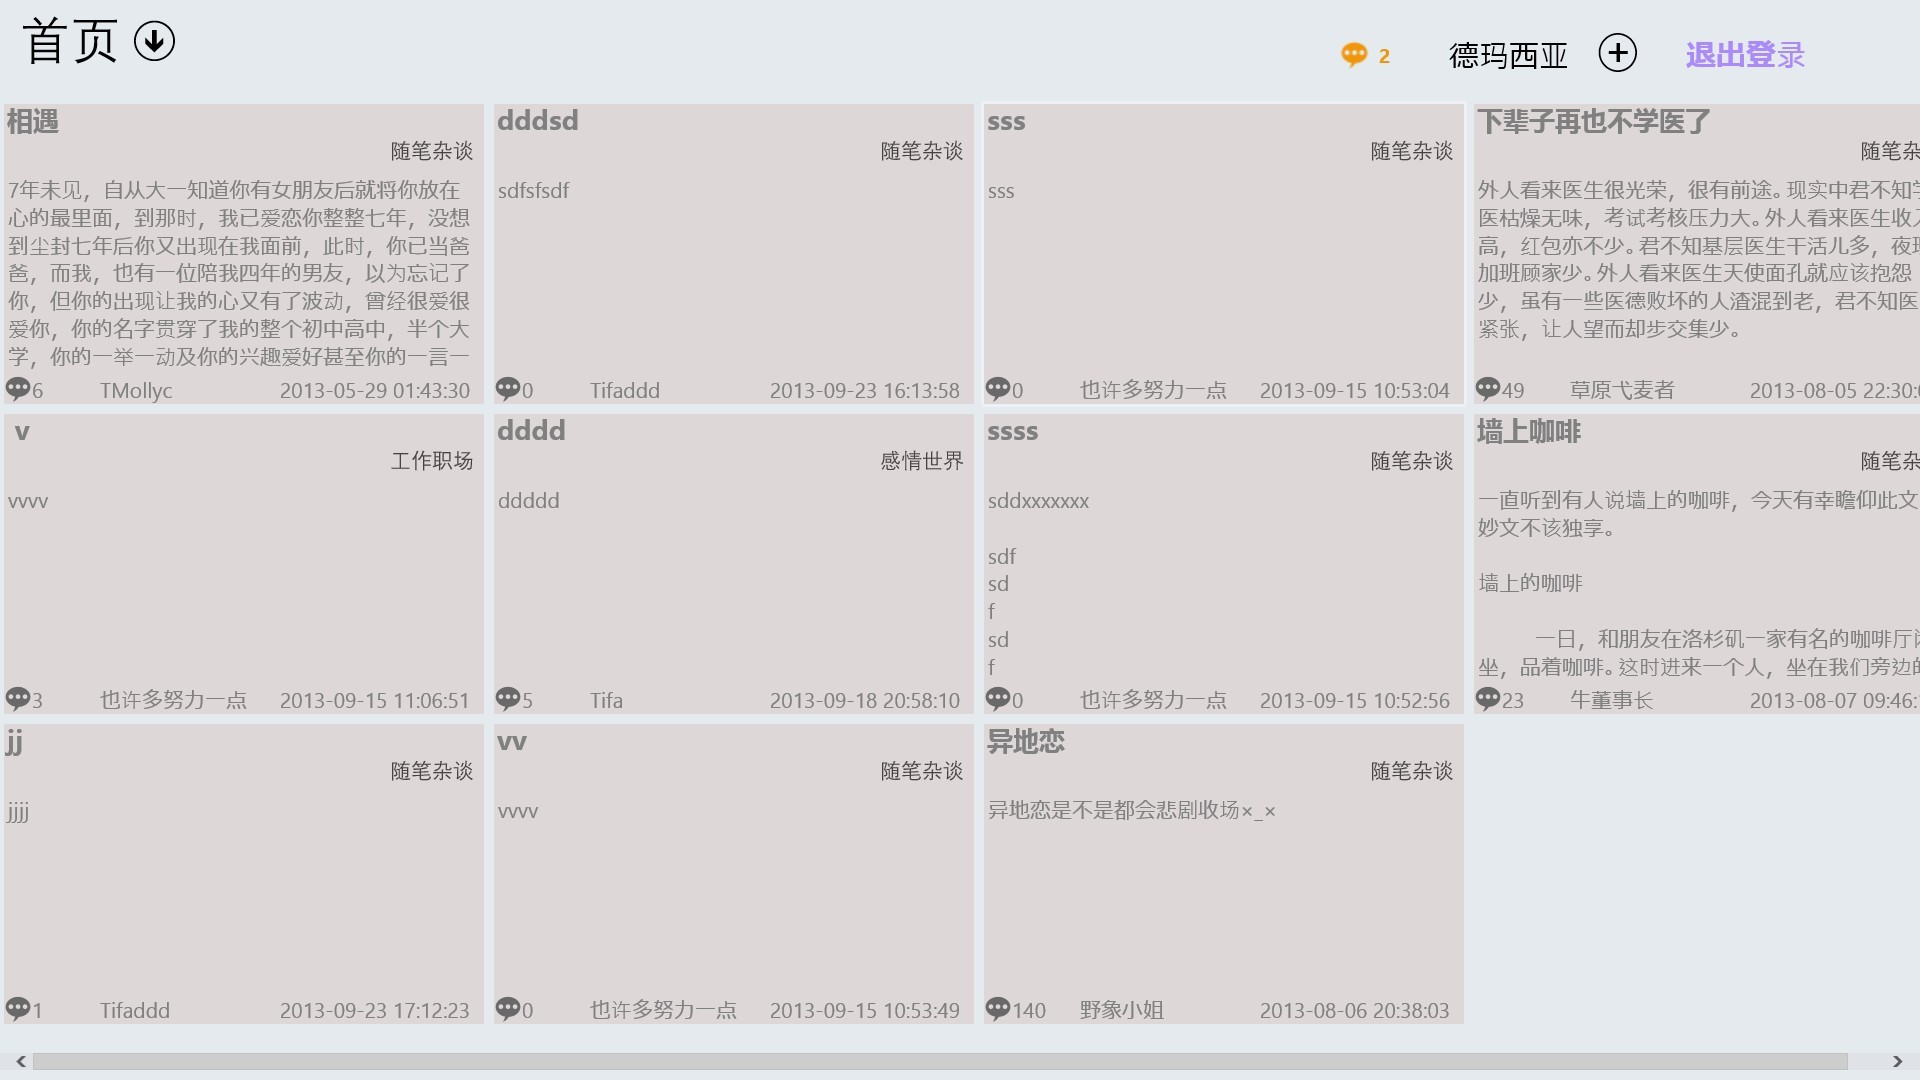 首页
2
德玛西亚
退出登录
相遇
随笔杂谈
7年未见，自从大一知道你有女朋友后就将你放在
心的最里面，到那时，我已爱恋你整整七年，没想
到尘封七年后你又出现在我面前，此时，你已当爸
爸，而我，也有一位陪我四年的男友，以为忘记了
你，但你的出现让我的心又有了波动，曾经很爱很
爱你，你的名字贯穿了我的整个初中高中，半个大
学，你的一举一动及你的兴趣爱好甚至你的一言一
6 TMollyc 2013-05-29 01:43:30
v
工作职场
vvvv
3 也许多努力一点 2013-09-15 11:06:51
jj
随笔杂谈
jjjj
1 Tifaddd 2013-09-23 17:12:23
dddsd
随笔杂谈
sdfsfsdf
0 Tifaddd 2013-09-23 16:13:58
dddd
感情世界
ddddd
5 Tifa 2013-09-18 20:58:10
vv
随笔杂谈
vvvv
0 也许多努力一点 2013-09-15 10:53:49
sss
随笔杂谈
sss
0 也许多努力一点 2013-09-15 10:53:04
ssss
随笔杂谈
sddxxxxxxx
sdf
sd
f
sd
f
0 也许多努力一点 2013-09-15 10:52:56
异地恋
随笔杂谈
异地恋是不是都会悲剧收场×_×
140 野象小姐 2013-08-06 20:38:03
下辈子再也不学医了
随笔杂
外人看来医生很光荣，很有前途。现实中君不知学
医枯燥无味，考试考核压力大。外人看来医生收入
高，红包亦不少。君不知基层医生干活儿多，夜班
加班顾家少。外人看来医生天使面孔就应该抱怨
少，虽有一些医德败坏的人渣混到老，君不知医
紧张，让人望而却步交集少。
49 草原弋麦者 2013-08-05 22:30:
墙上咖啡
随笔杂
一直听到有人说墙上的咖啡，今天有幸瞻仰此文
妙文不该独享。
墙上的咖啡
一日，和朋友在洛杉矶一家有名的咖啡厅闲
坐，品着咖啡。这时进来一个人，坐在我们旁边的
23 牛董事长 2013-08-07 09:46: